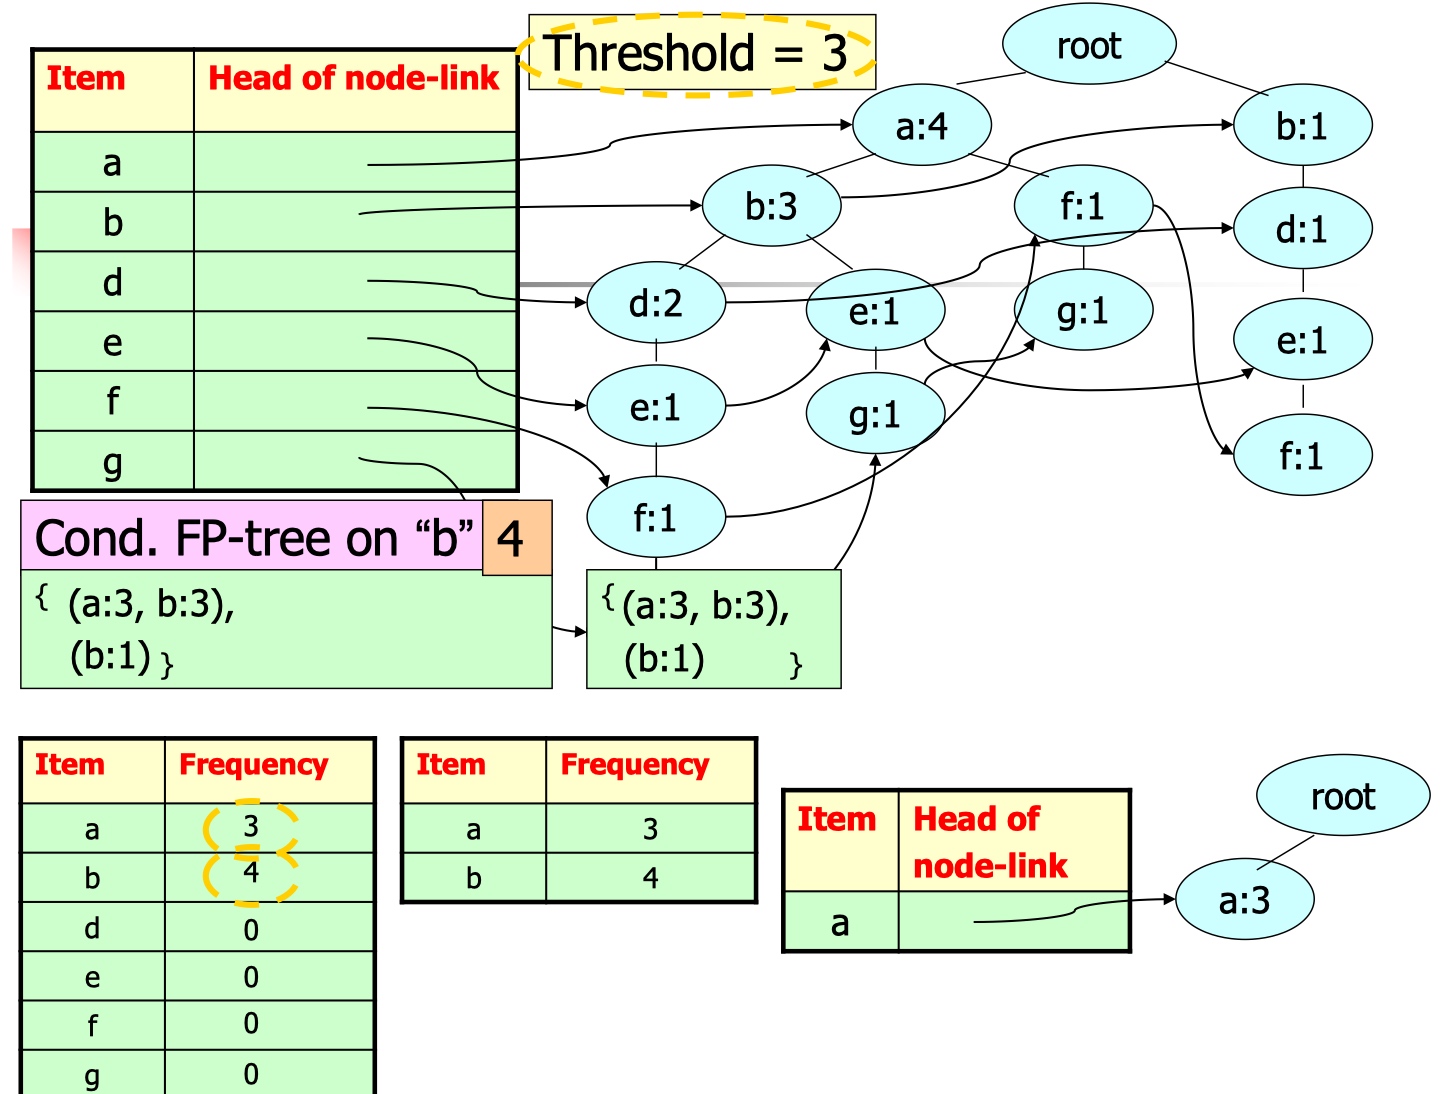 Threshold = 3
Item Head of node-link
a
b
d
e
f
g
root
a:4
b:1
b:3
f:1
d:1
d:2
e:1
g:1
e:1
e:1
g:1
f:1
f:1
Cond. FP-tree on “b” 4
{ (a:3, b:3),
(b:1) }
{ (a:3, b:3),
(b:1) }
Item Frequency
a 3
b 4
d 0
e 0
f 0
g 0
Item Frequency
a 3
b 4
Item Head of
node-link
a
root
a:3